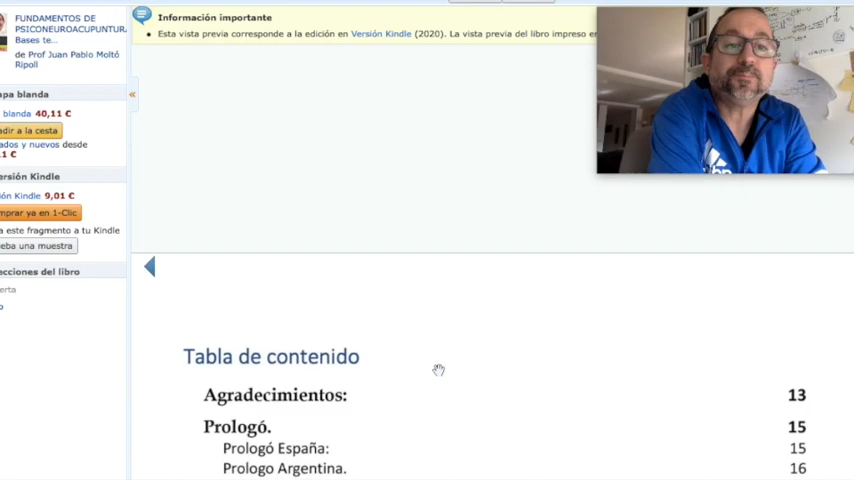 FUNDAMENTOS DE
PSICONEUROACUPUNTUR
Bases te...
de Prof Juan Pablo Moltó
Ripoll
apa blanda
blanda 40,11 €
adir a la cesta
ados y nuevos desde
1 €
ersión Kindle
ón Kindle 9,01 €
mprar ya en 1-Clic
a este fragmento a tu Kindle
eba una muestra
ecciones del libro
erta
o
Información importante
• Esta vista previa corresponde a la edición en Versión Kindle (2020). La vista previa del libro impreso en
«
Tabla de contenido
Agradecimientos: 13
Prologó. 15
Prologó España: 15
Prologo Argentina. 16